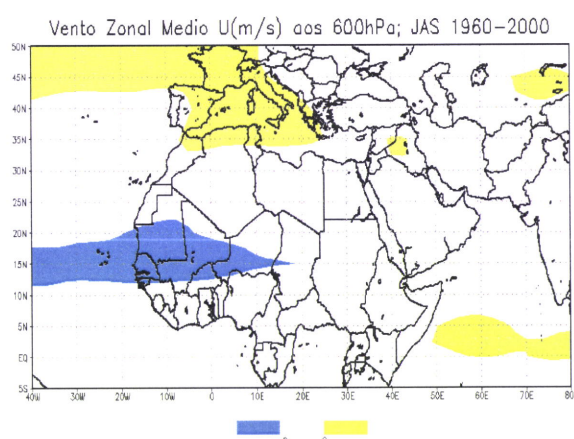 Vento Zonal Medio U(m/s) aos 600hPa; JAS 1960-2000
50N
45N
40N
35N
30N
25N
20N
15N
10N
5N
EQ
5S
40W 30W 20W 10W 0 10E 20E 30E 40E 50E 60E 70E 80